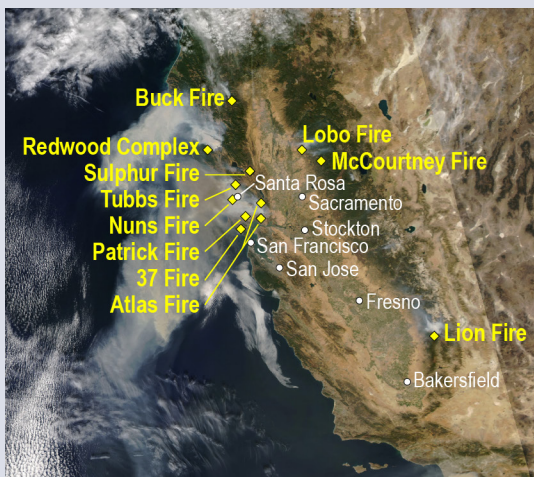 Buck Fire
Redwood Complex
Lobo Fire
McCourtney Fire
Sulphur Fire
Santa Rosa
Tubbs Fire
Sacramento
Nuns Fire
Stockton
Patrick Fire
San Francisco
37 Fire
San Jose
Atlas Fire
Fresno
Lion Fire
Bakersfield